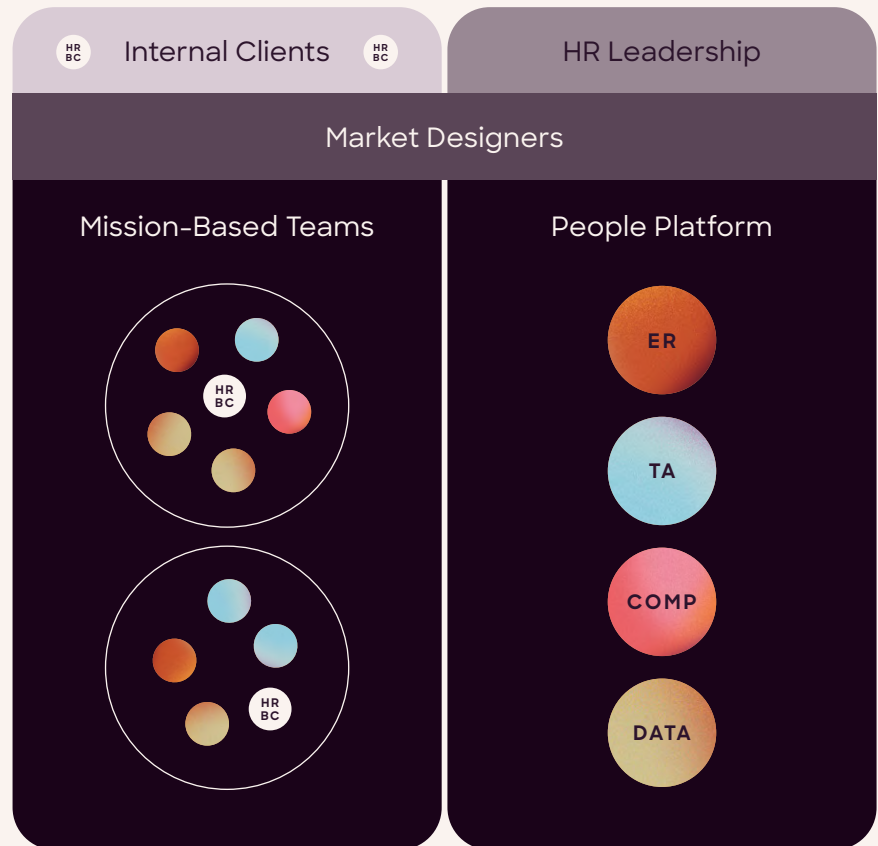 HR
BC
Internal Clients
HR
BC
HR Leadership
Market Designers
Mission-Based Teams
People Platform
HR
BC
HR
BC
ER
TA
COMP
DATA